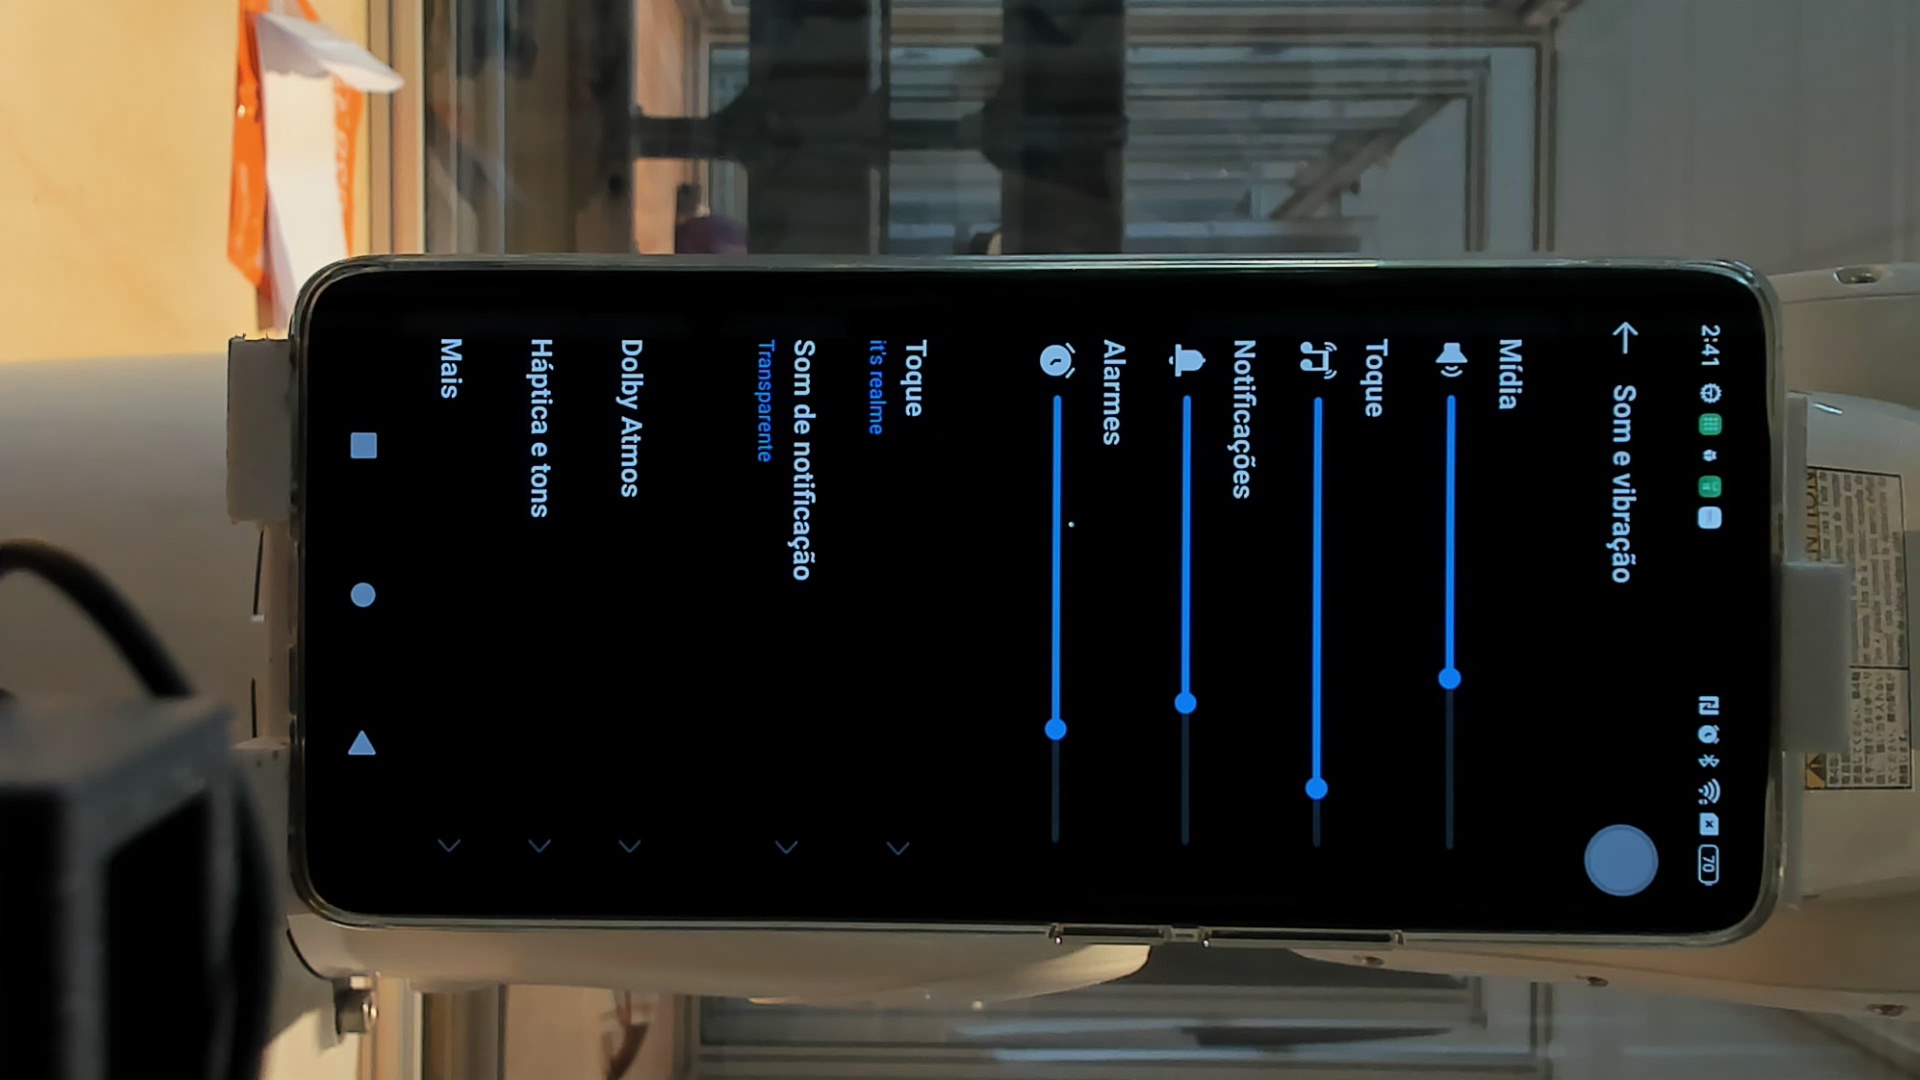 2:41
70
Som e vibração
Mídia
Toque
Notificações
Alarmes
Toque
it's realme
Som de notificação
Transparente
Dolby Atmos
Háptica e tons
Mais